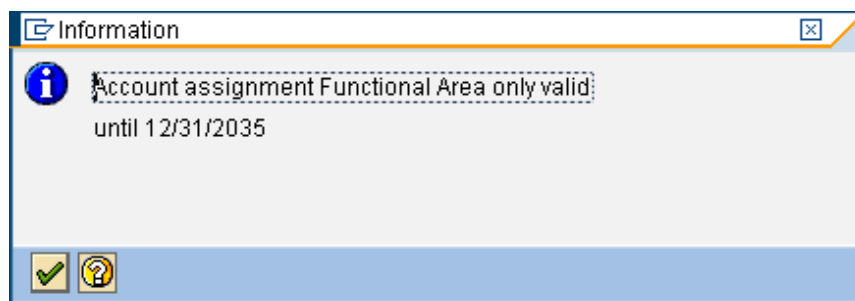 Information
Account assignment Functional Area only valid
until 12/31/2035